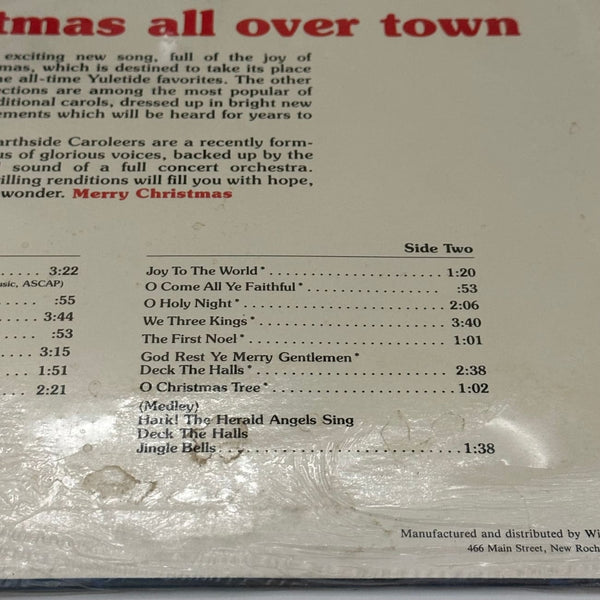 tmas all over town
exciting new song, full of the joy of
mas, which is destined to take its place
all-time Yuletide favorites. The other
ctions are among the most popular of
ditional carols, dressed up in bright new
ements which will be heard for years to
arthside Caroleers are a recently form-
us of glorious voices, backed up by the
sound of a full concert orchestra.
illing renditions will fill you with hope,
wonder. Merry Christmas
..... 3:22
usic, ASCAP)
..... :55
.... 3:44
..... :53
..... 3:15
.... 1:51
..... 2:21
Side Two
Joy To The World*........................ 1:20
O Come All Ye Faithful*................. :53
O Holy Night*........................... 2:06
We Three Kings*......................... 3:40
The First Noel*......................... 1:01
God Rest Ye Merry Gentlemen*
Deck The Halls*......................... 2:38
O Christmas Tree*....................... 1:02
(Medley)
Hark! The Herald Angels Sing
Deck The Halls
Jingle Bells............................1:38
Manufactured and distributed by Wi
466 Main Street, New Roch